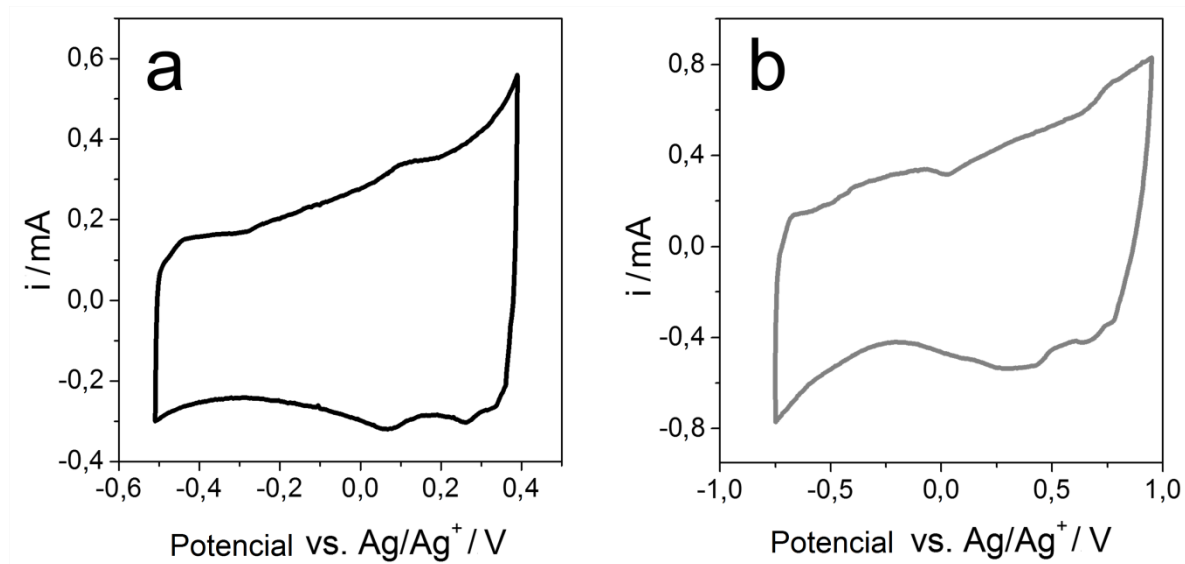 a
0,6
0,4
0,2
0,0
-0,2
-0,4
i / mA
-0,6 -0,4 -0,2 0,0 0,2 0,4
Potencial vs. Ag/Ag⁺ / V
b
0,8
0,4
0,0
-0,4
-0,8
i / mA
-1,0 -0,5 0,0 0,5 1,0
Potencial vs. Ag/Ag⁺ / V